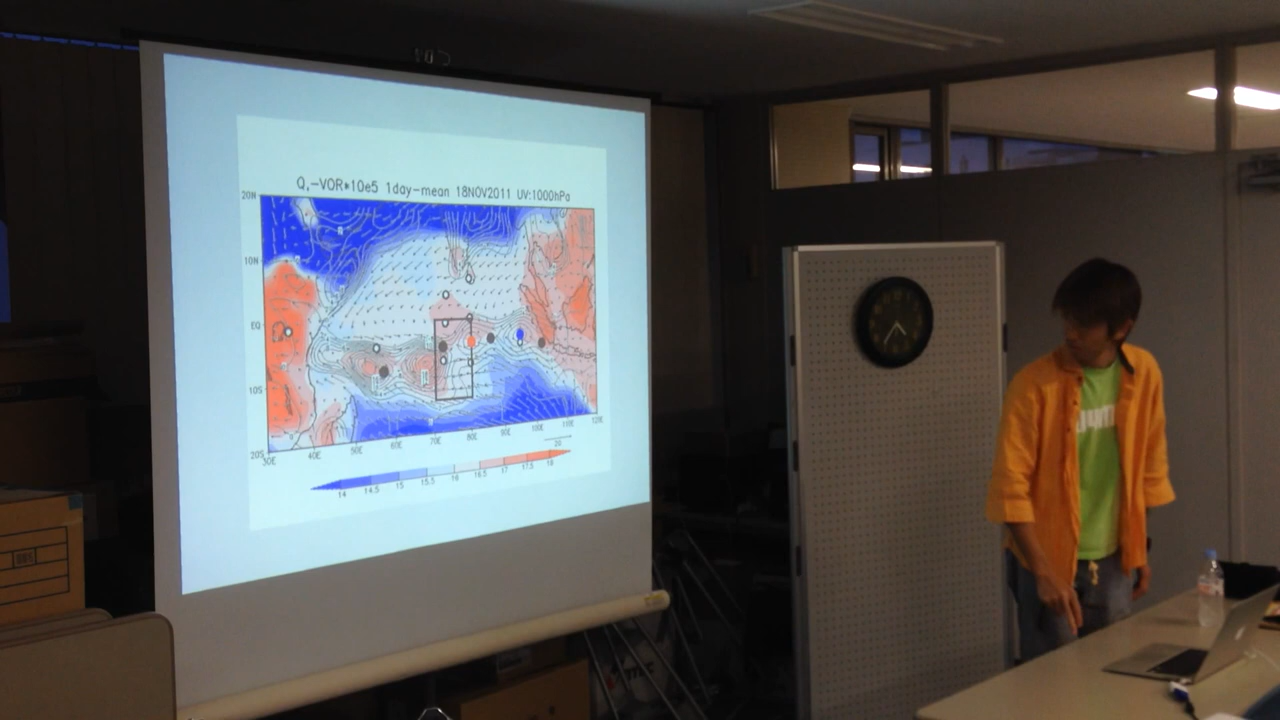 Q,-VOR*10e5 1day-mean 18NOV2011 UV:1000hPa
20N
10N
EQ
10S
20S
30E 40E 50E 60E 70E 80E 90E 100E 110E 120E
20
14 14.5 15 15.5 16 16.5 17 17.5 18